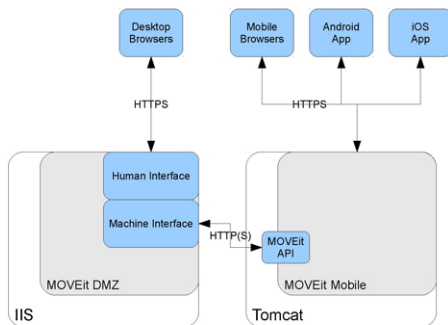 Desktop
Browsers
Mobile
Browsers
Android
App
iOS
App
HTTPS
HTTPS
Human Interface
Machine Interface
HTTP(S)
MOVEit
API
MOVEit DMZ
MOVEit Mobile
IIS
Tomcat